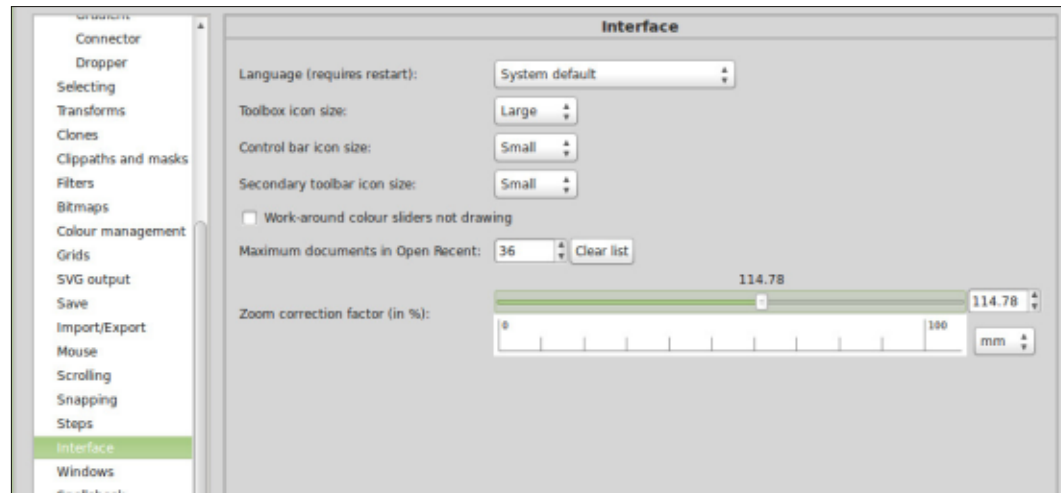 Gradient
Connector
Dropper
Selecting
Transforms
Clones
Clippaths and masks
Filters
Bitmaps
Colour management
Grids
SVG output
Save
Import/Export
Mouse
Scrolling
Snapping
Steps
Interface
Windows
Interface
Language (requires restart): System default
Toolbox icon size: Large
Control bar icon size: Small
Secondary toolbar icon size: Small
Work-around colour sliders not drawing
Maximum documents in Open Recent: 36 Clear list
114.78
Zoom correction factor (in %): 114.78
0 100 mm